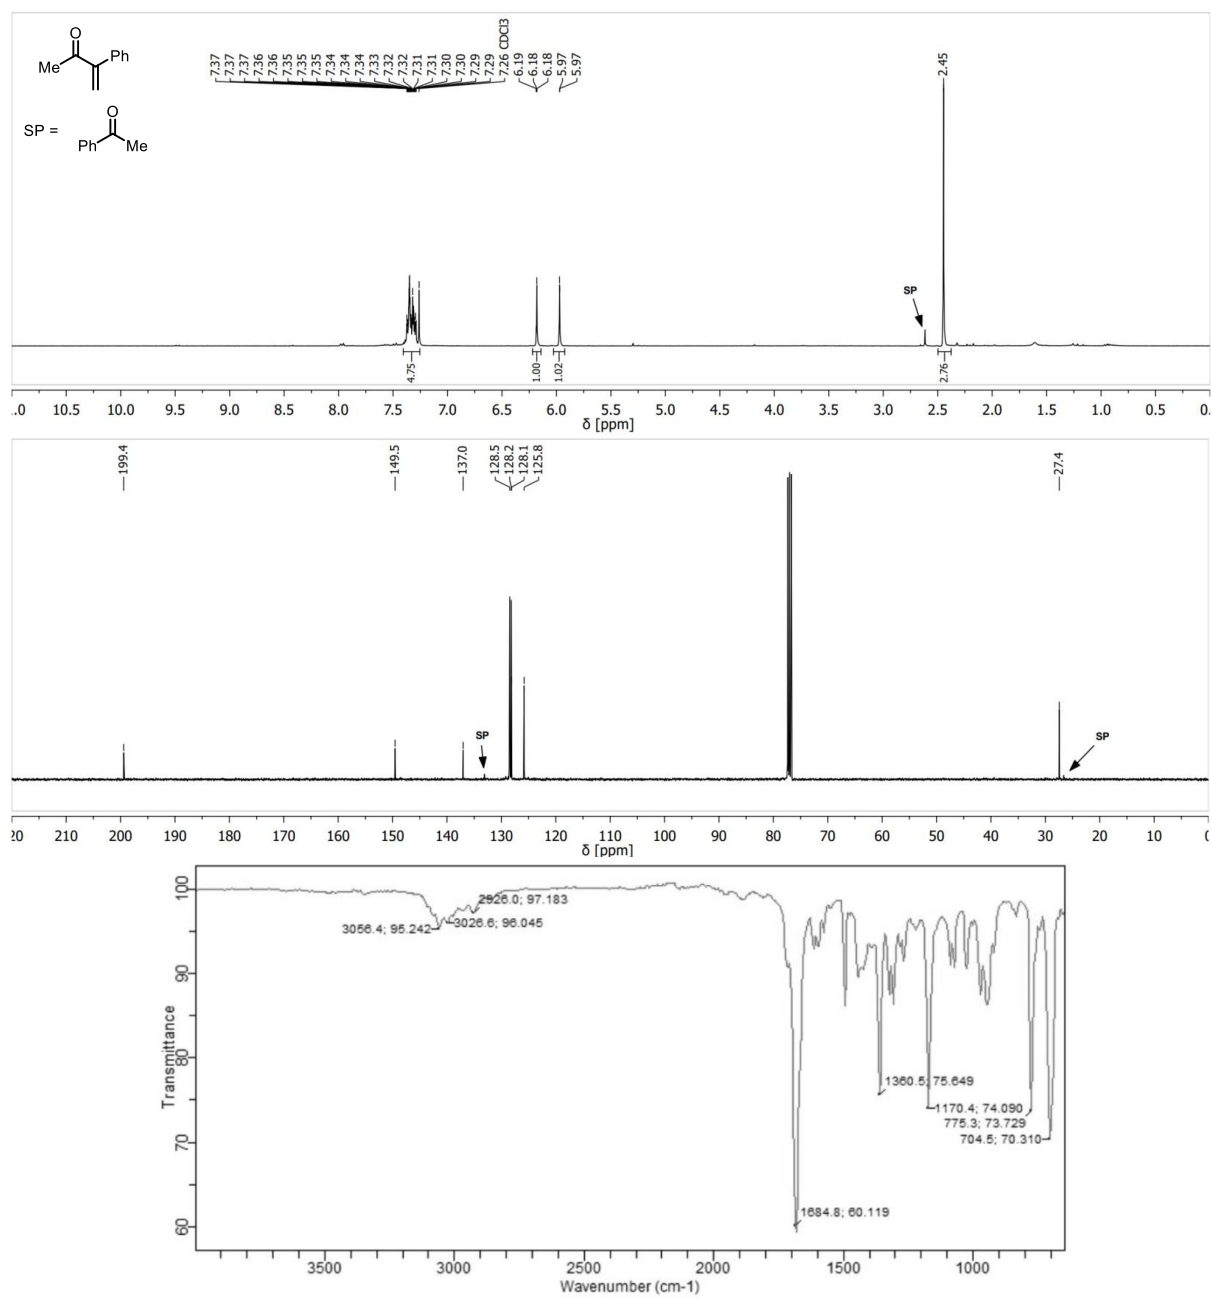 O
Me
Ph
SP =
O
Ph
Me
7.37
7.37
7.37
7.36
7.36
7.35
7.35
7.35
7.34
7.34
7.34
7.33
7.32
7.32
7.31
7.31
7.30
7.30
7.29
7.29
7.26 CDCl3
6.19
6.18
6.18
5.97
5.97
2.45
SP
4.75
1.00
1.02
2.76
.0 10.5 10.0 9.5 9.0 8.5 8.0 7.5 7.0 6.5 6.0 5.5 5.0 4.5 4.0 3.5 3.0 2.5 2.0 1.5 1.0 0.5 0.
δ [ppm]
199.4
149.5
137.0
128.5
128.2
128.1
125.8
27.4
SP
SP
20 210 200 190 180 170 160 150 140 130 120 110 100 90 80 70 60 50 40 30 20 10 0
δ [ppm]
Transmittance
100
90
80
70
60
2926.0; 97.183
3056.4; 95.242
3026.6; 96.045
1360.5; 75.649
1170.4; 74.090
775.3; 73.729
704.5; 70.310
1684.8; 60.119
3500 3000 2500 2000 1500 1000
Wavenumber (cm-1)